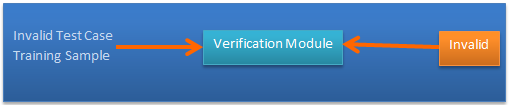 Invalid Test Case
Training Sample
Verification Module
Invalid